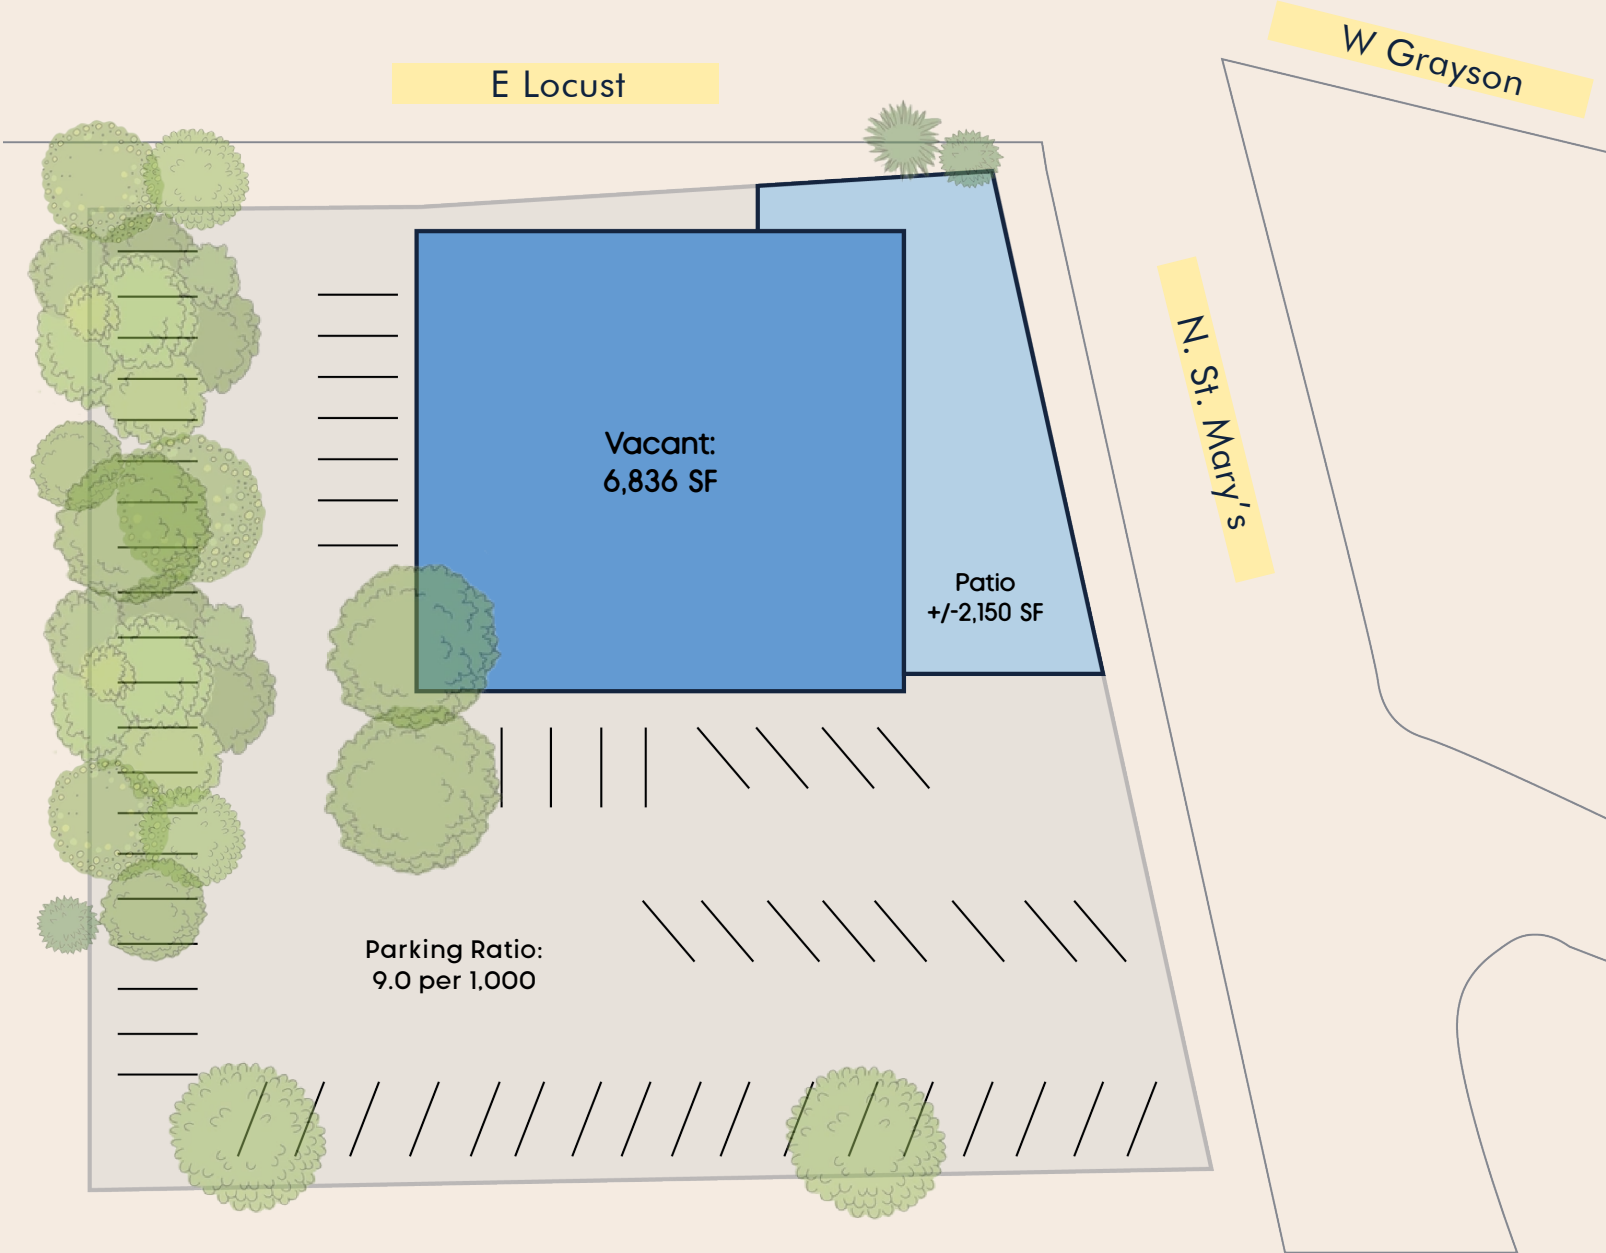 W Grayson
E Locust
N. St. Mary's
Vacant:
6,836 SF
Patio
+/-2,150 SF
Parking Ratio:
9.0 per 1,000